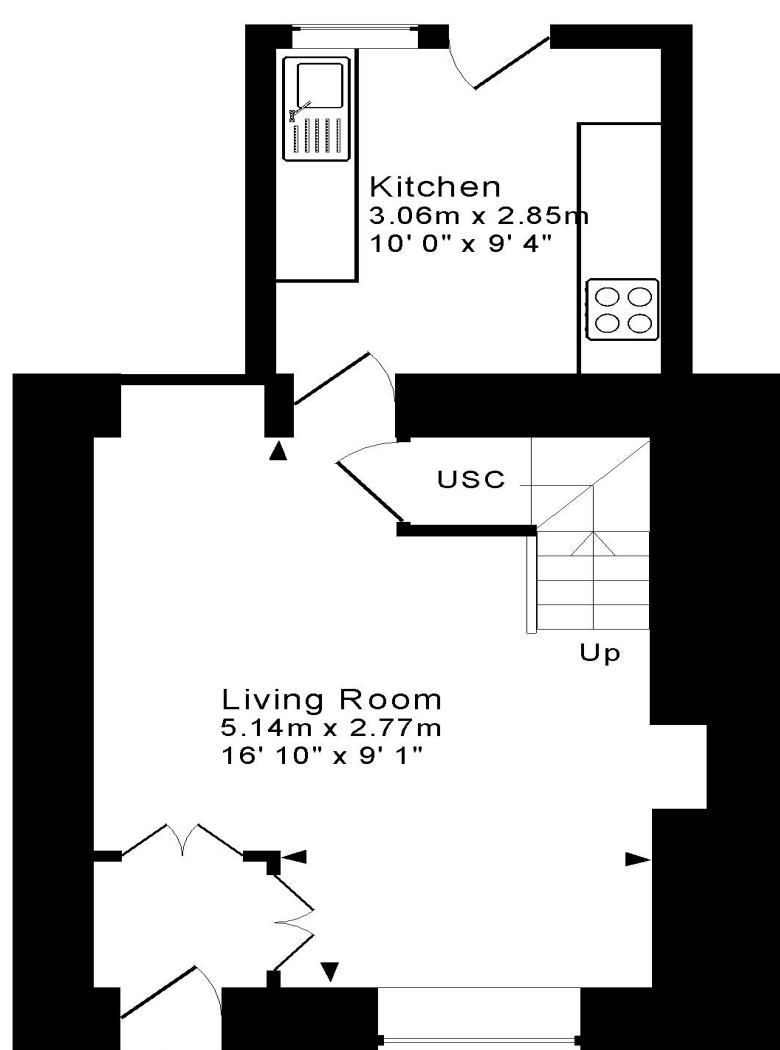 Kitchen
3.06m x 2.85m
10' 0" x 9' 4"
USC
Up
Living Room
5.14m x 2.77m
16' 10" x 9' 1"